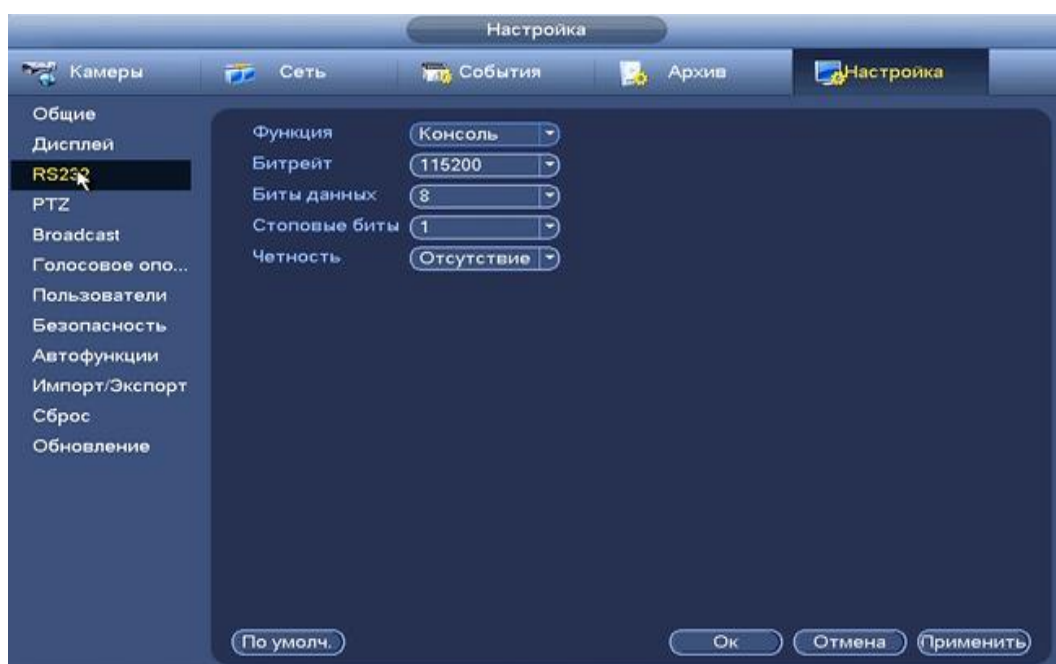 Настройка
Камеры
Сеть
События
Архив
Настройка
Общие
Дисплей
RS232
PTZ
Broadcast
Голосовое опо...
Пользователи
Безопасность
Автофункции
Импорт/Экспорт
Сброс
Обновление
Функция Консоль
Битрейт 115200
Биты данных 8
Стоповые биты 1
Четность Отсутствие
По умолч.
Ок
Отмена
Применить